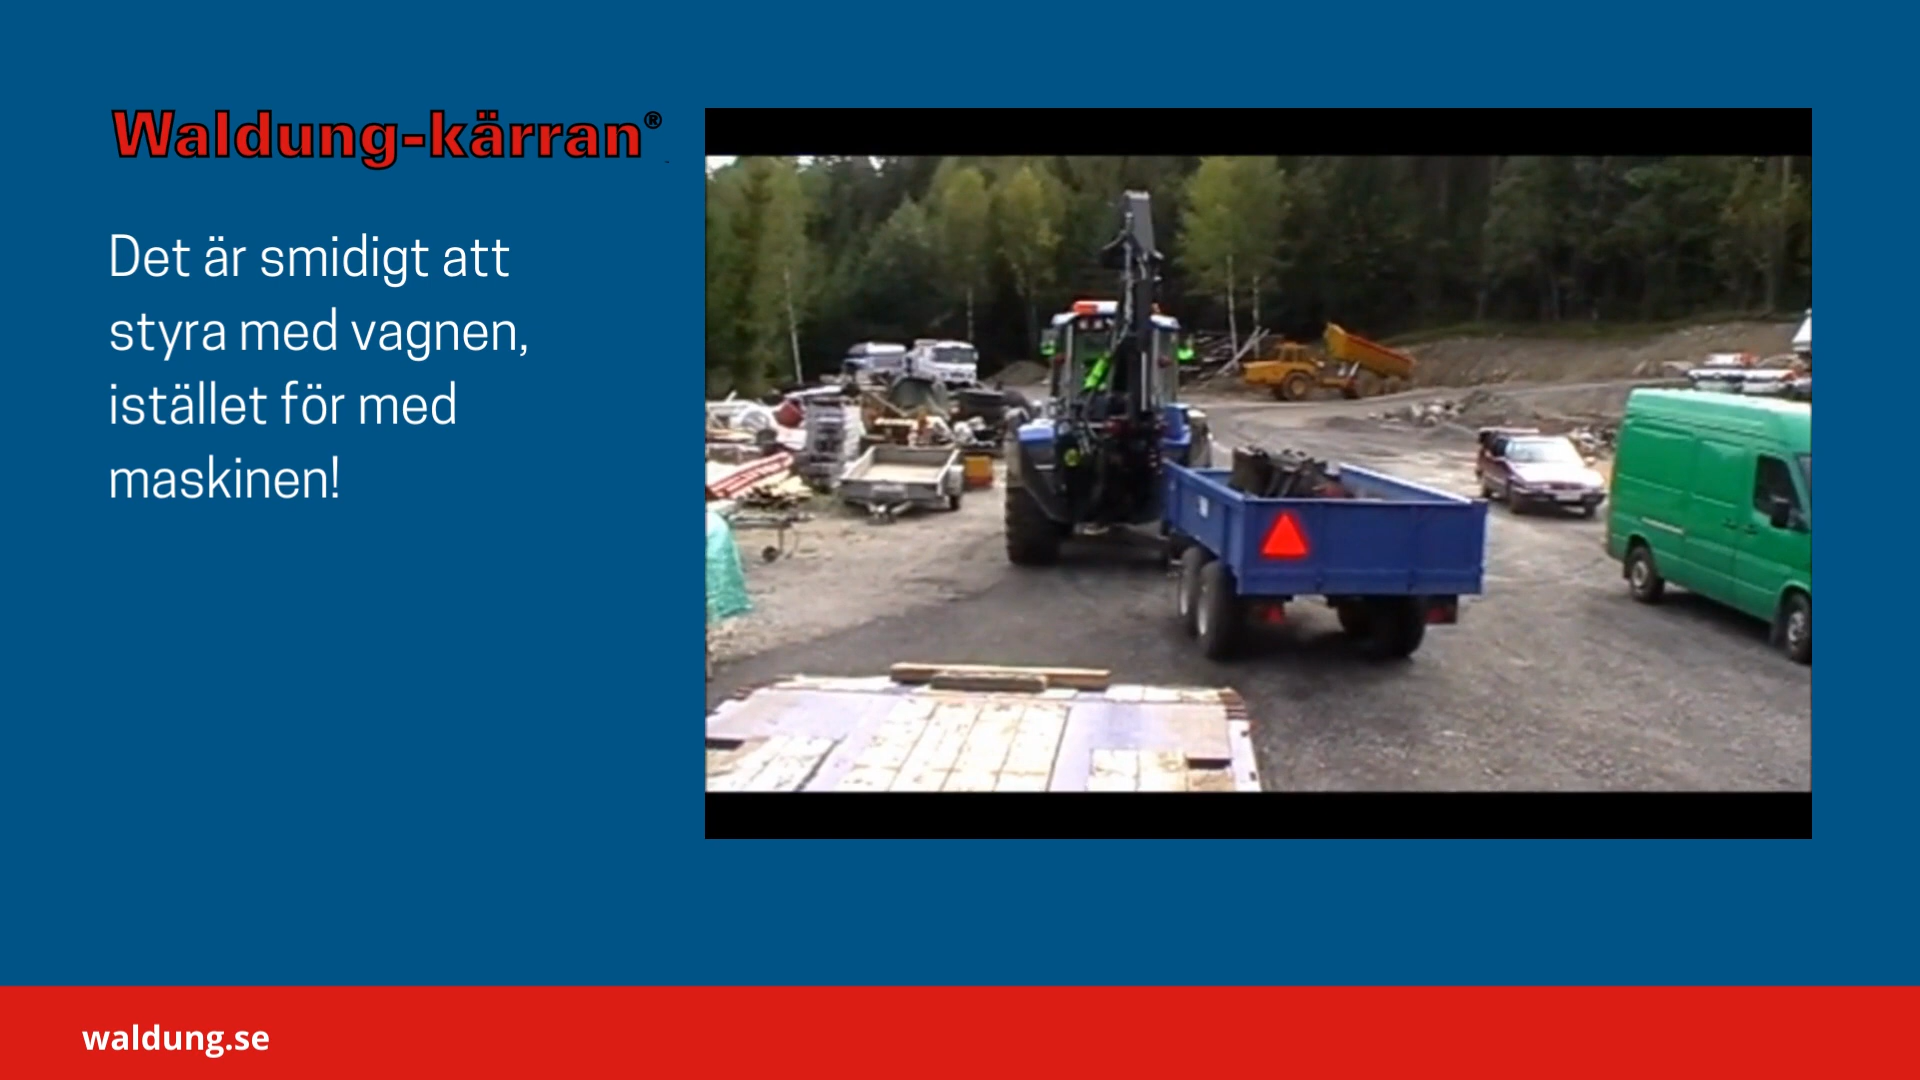 Waldung-kärran®
Det är smidigt att
styra med vagnen,
istället för med
maskinen!
waldung.se